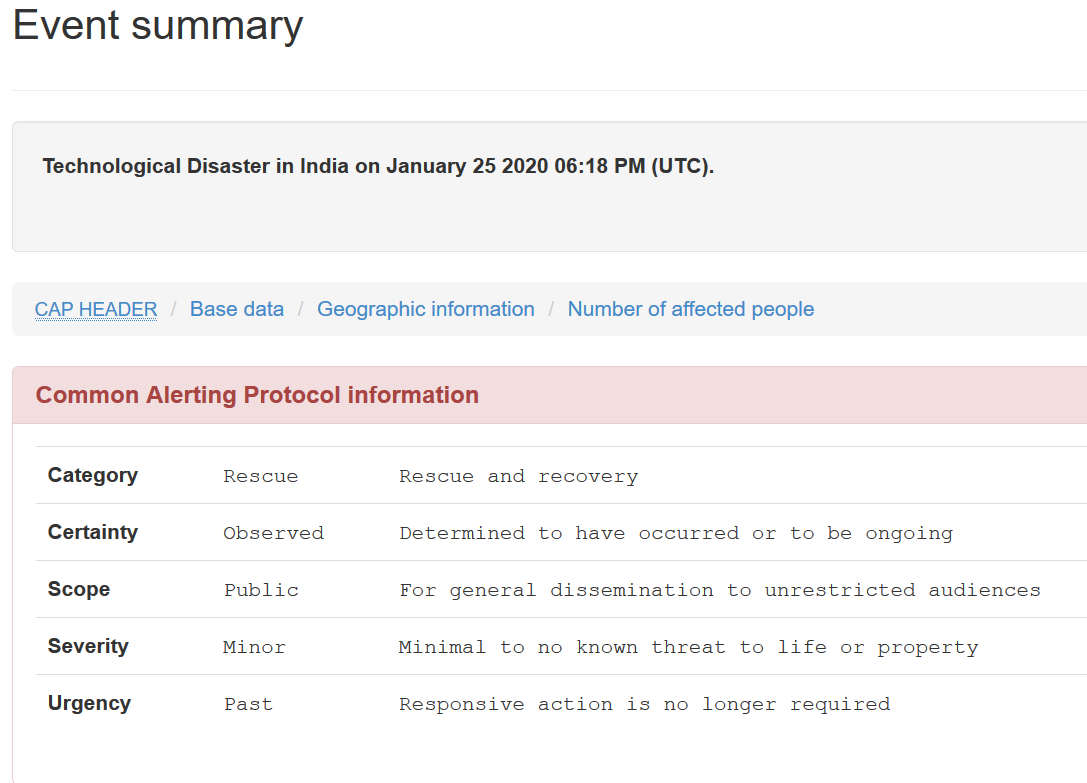 Event summary
Technological Disaster in India on January 25 2020 06:18 PM (UTC).
CAP HEADER / Base data / Geographic information / Number of affected people
Common Alerting Protocol information
Category Rescue Rescue and recovery
Certainty Observed Determined to have occurred or to be ongoing
Scope Public For general dissemination to unrestricted audiences
Severity Minor Minimal to no known threat to life or property
Urgency Past Responsive action is no longer required